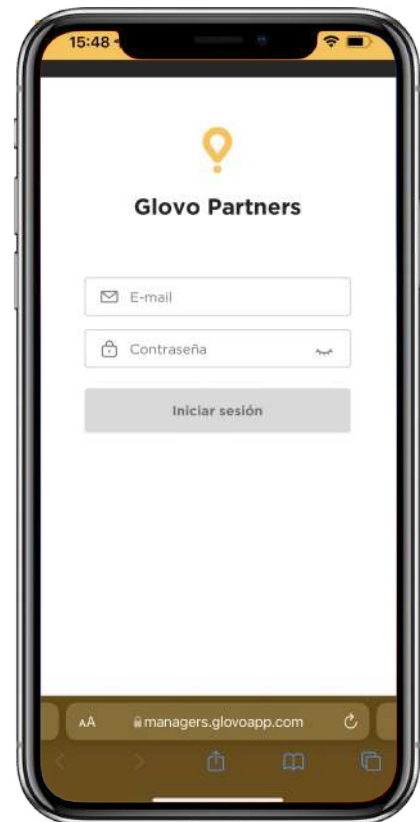 15:48
Glovo Partners
E-mail
Contraseña
Iniciar sesión
AA managers.glovoapp.com